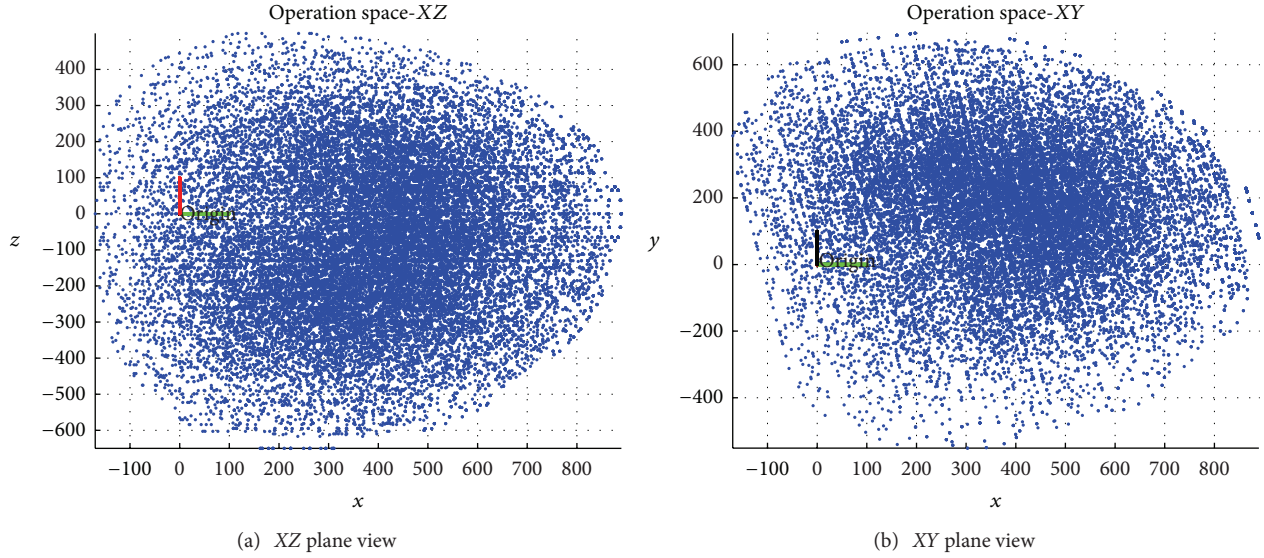 Operation space-XZ
400
300
200
100
0
−100
−200
−300
−400
−500
−600
z
Origin
−100 0 100 200 300 400 500 600 700 800
x
(a) XZ plane view
Operation space-XY
600
400
200
0
−200
−400
y
Origin
−100 0 100 200 300 400 500 600 700 800
x
(b) XY plane view